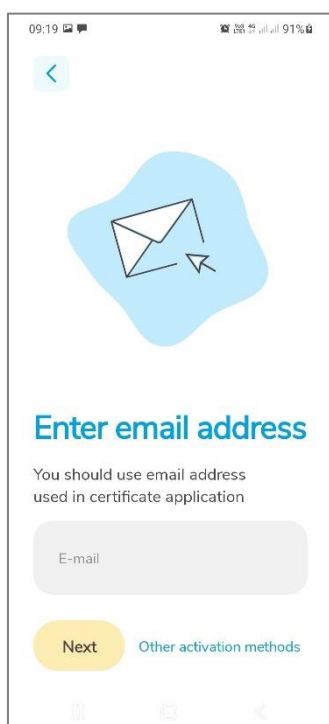 09:19 91%
Enter email address
You should use email address
used in certificate application
E-mail
Next Other activation methods